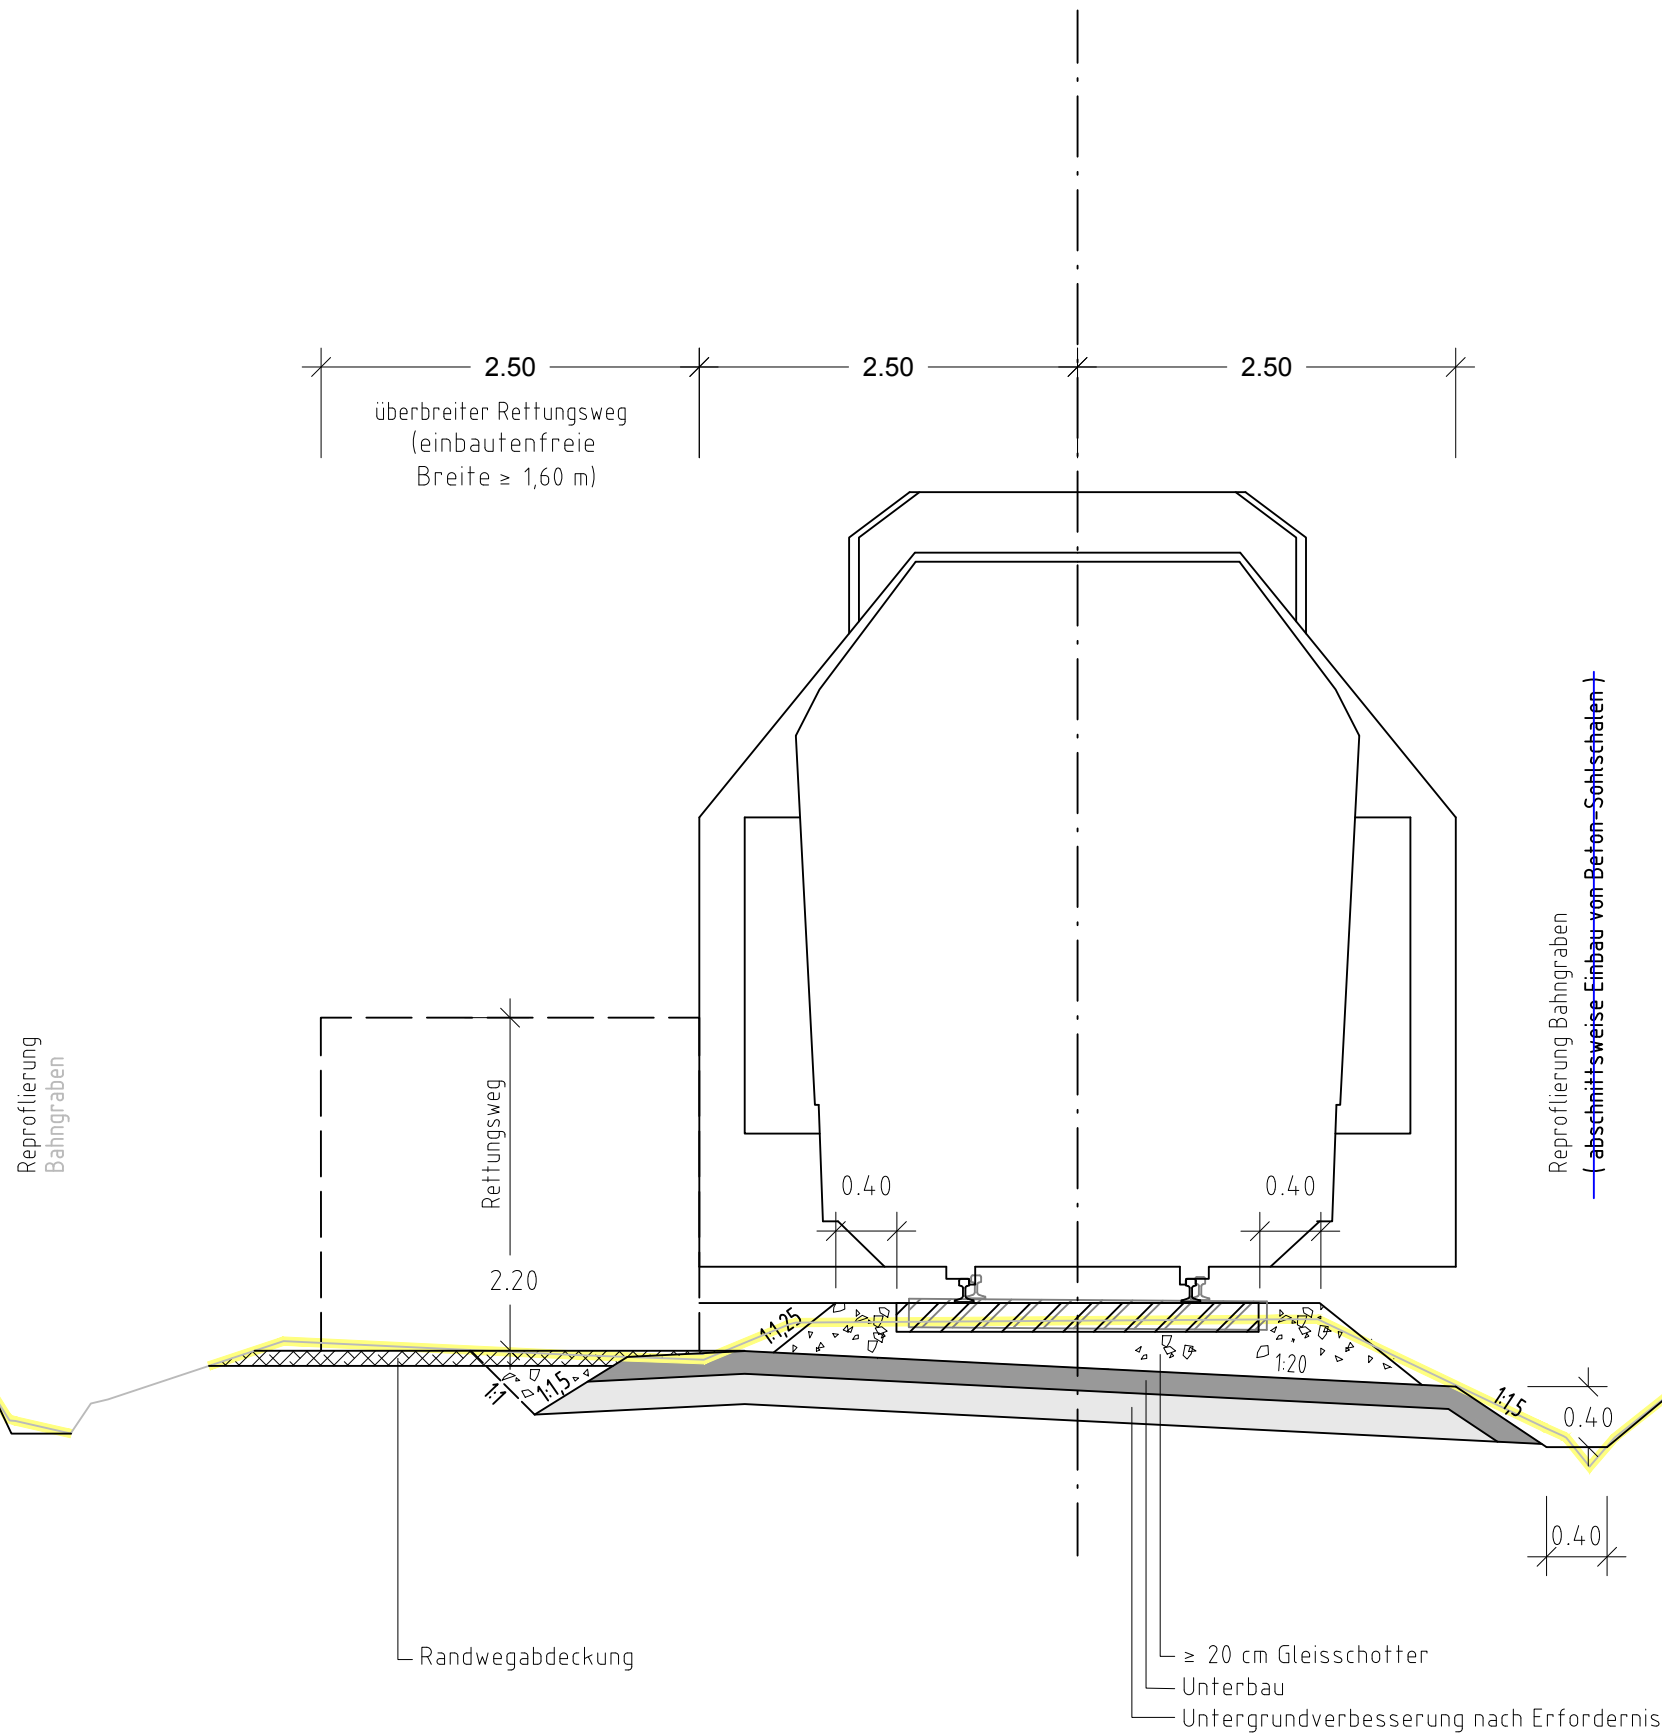 2.50
2.50
2.50
überbreiter Rettungsweg
(einbautenfreie
Breite ≥ 1,60 m)
Reproflierung
Bahngraben
Rettungsweg
2.20
0.40
0.40
Reproflierung Bahngraben
( abschnittsweise Einbau von Beton-Sohlschalen )
1:1,25
1:1
1:1,5
1:20
1:1,5
0.40
0.40
Randwegabdeckung
≥ 20 cm Gleisschotter
Unterbau
Untergrundverbesserung nach Erfordernis